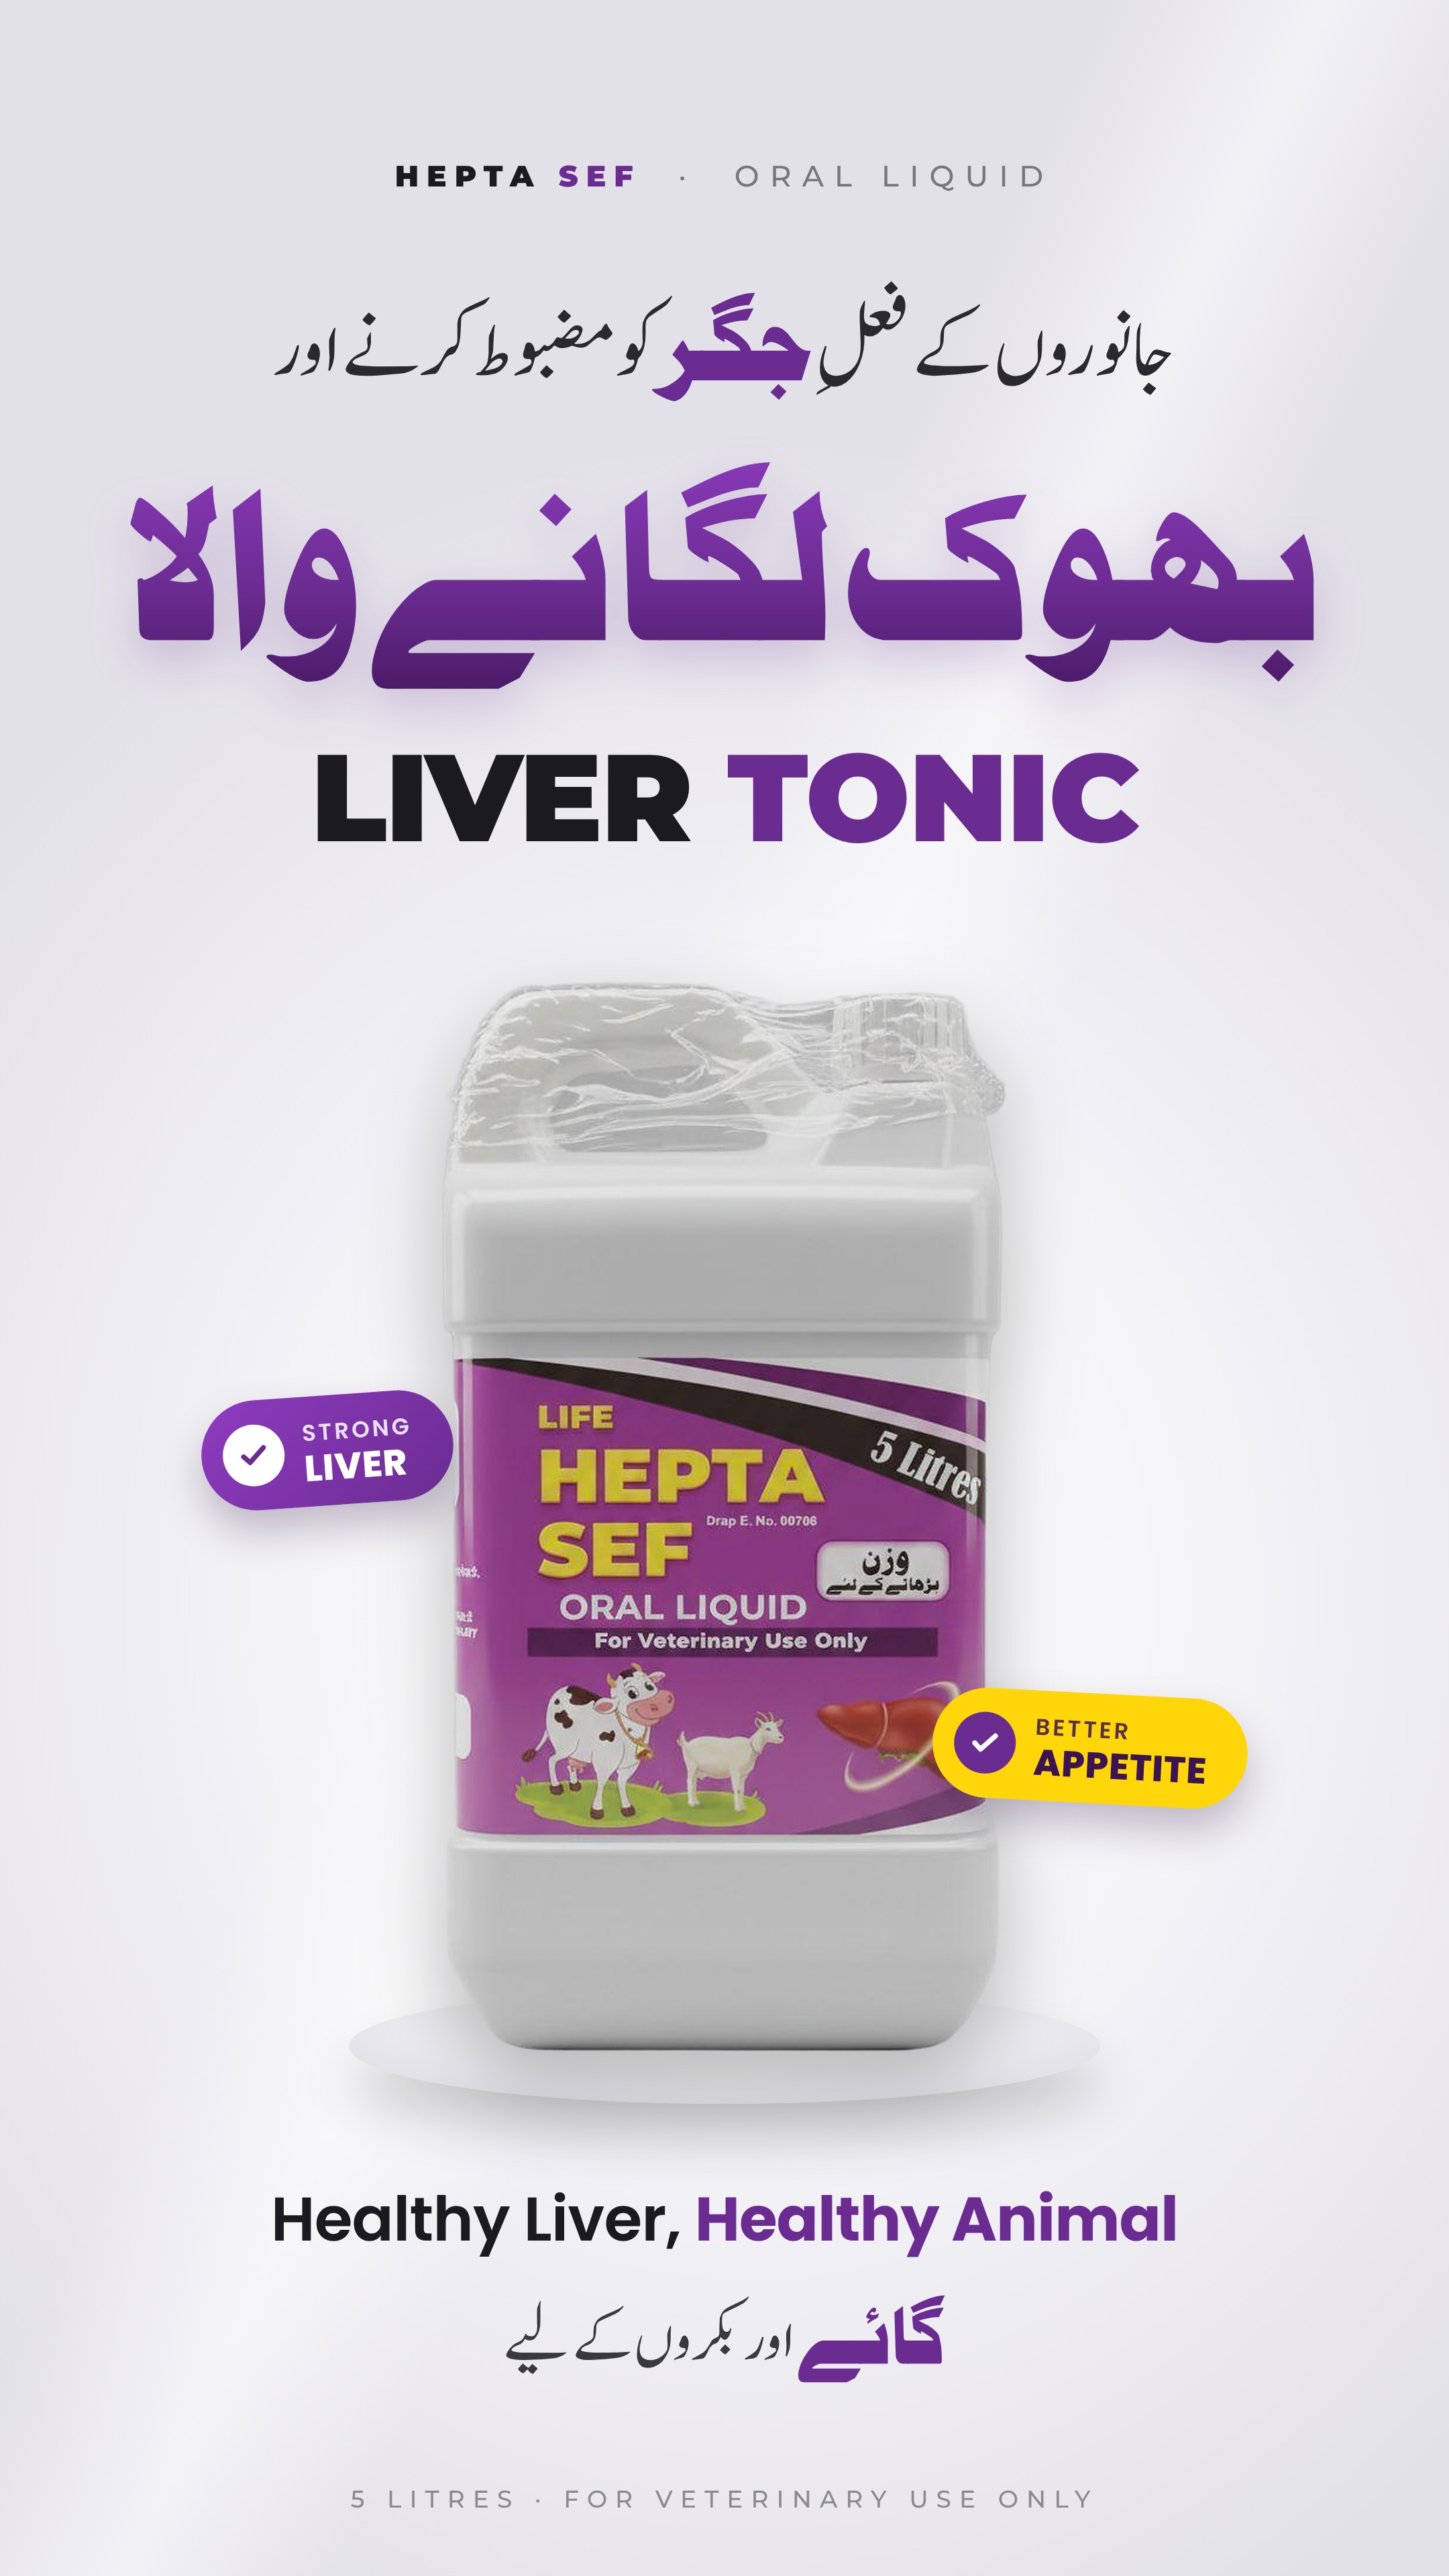 HEPTA SEF · ORAL LIQUID
جانوروں کے فعلِ جگر کو مضبوط کرنے اور
بھوک لگانے والا
LIVER TONIC
LIFE
HEPTA
SEF
Drap E. No. 00706
5 Litres
وزن
بڑھانے کے لئے
ORAL LIQUID
For Veterinary Use Only
STRONG
LIVER
BETTER
APPETITE
Healthy Liver, Healthy Animal
گائے اور بکروں کے لیے
5 LITRES · FOR VETERINARY USE ONLY